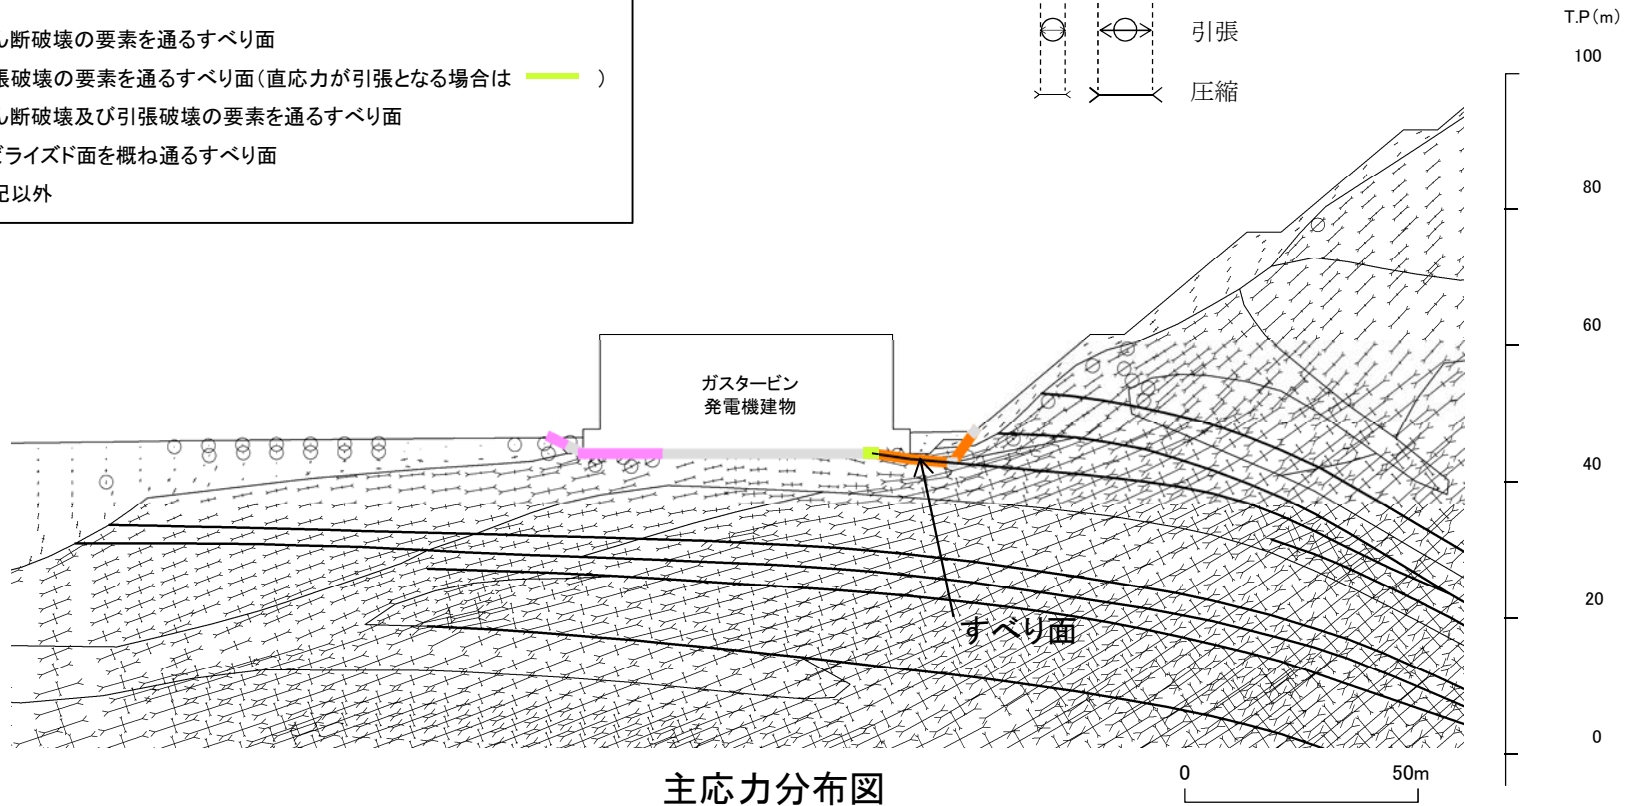 ん断破壊の要素を通るすべり面
張破壊の要素を通るすべり面(直応力が引張となる場合は ）
ん断破壊及び引張破壊の要素を通るすべり面
ビライズド面を概ね通るすべり面
記以外
引張
圧縮
T.P(m)
100
80
60
40
20
0
ガスタービン
発電機建物
すべり面
主応力分布図
0 50m